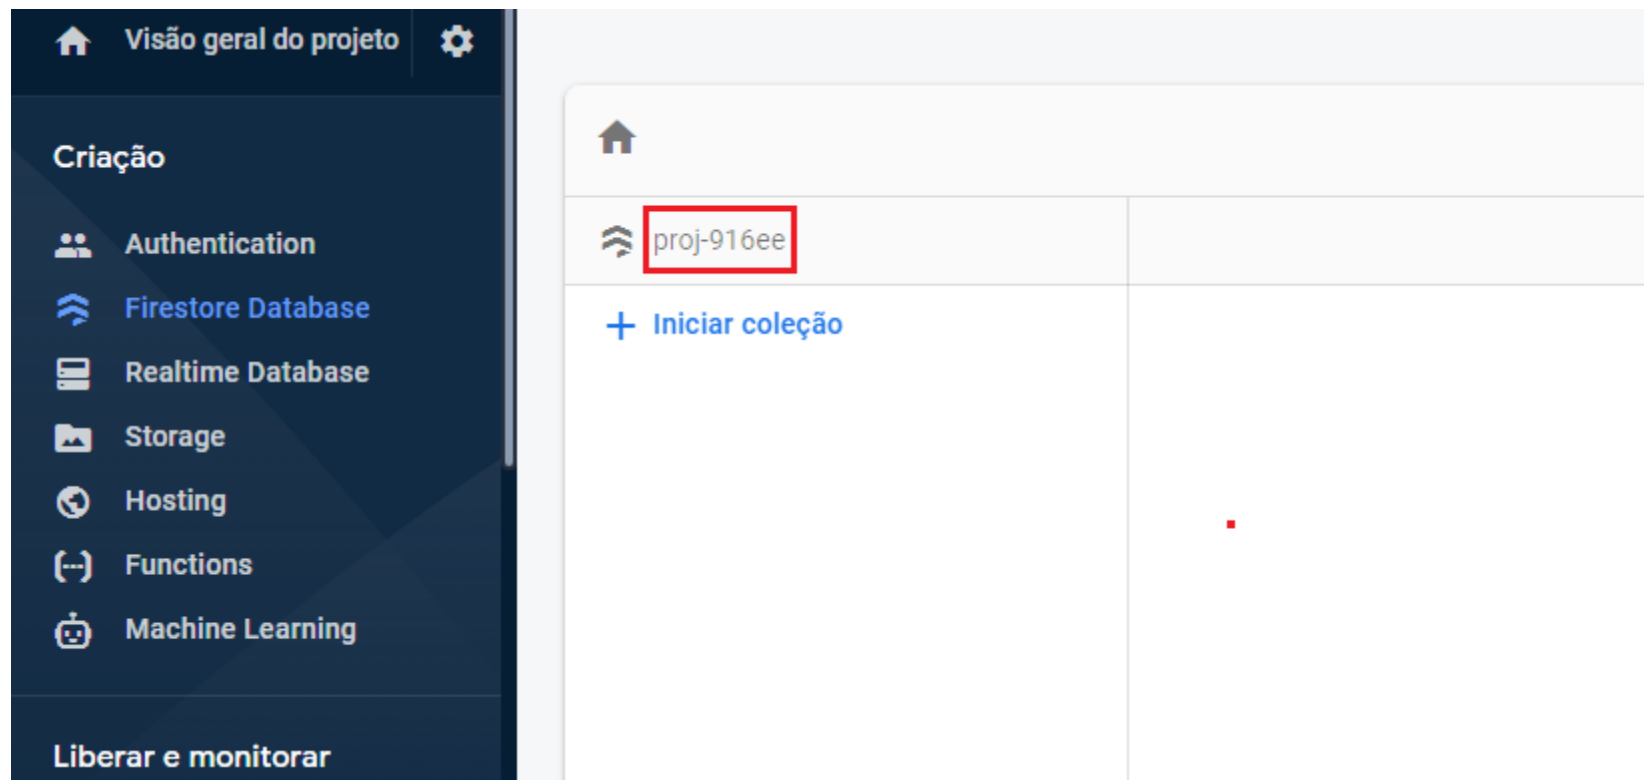 Visão geral do projeto
Criação
Authentication
Firestore Database
Realtime Database
Storage
Hosting
Functions
Machine Learning
Liberar e monitorar
proj-916ee
Iniciar coleção